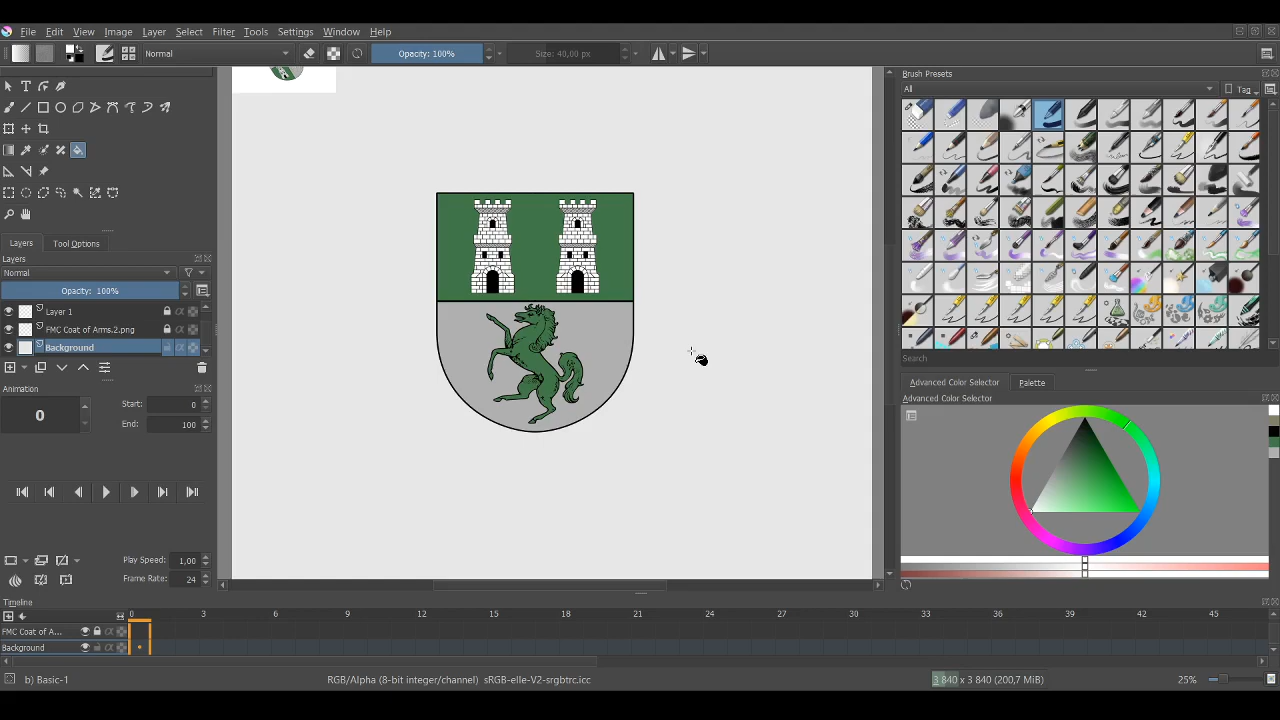 File Edit View Image Layer Select Filter Tools Settings Window Help
Normal Opacity: 100% Size: 40,00 px
Brush Presets
All Tag
Layers Tool Options
Layers
Normal
Opacity: 100%
Layer 1
FMC Coat of Arms.2.png
Background
Search
Animation
Advanced Color Selector Palette
Advanced Color Selector
0 Start: 0
End: 100
Play Speed: 1,00
Frame Rate: 24
Timeline
0 3 6 9 12 15 18 21 24 27 30 33 36 39 42 45
FMC Coat of A...
Background
b) Basic-1 RGB/Alpha (8-bit integer/channel) sRGB-elle-V2-srgbtrc.icc 3 840 x 3 840 (200,7 MiB) 25%